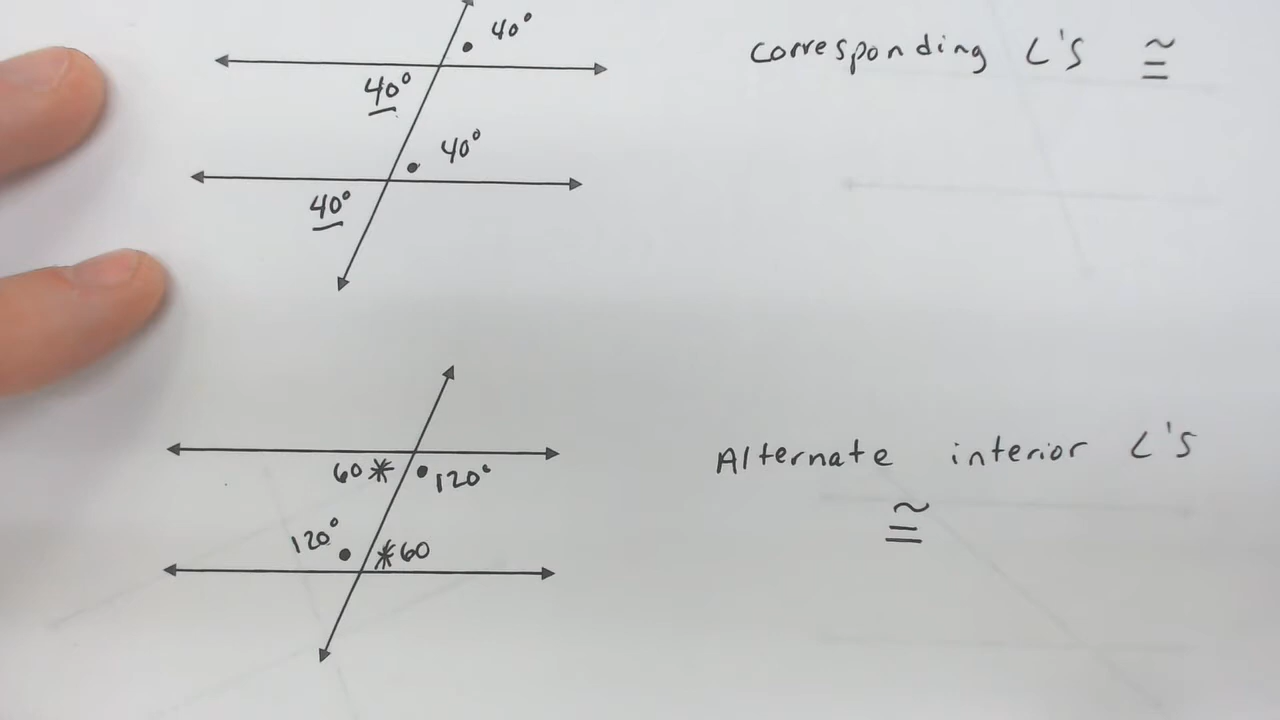 40°
corresponding ∠'s ≅
40°
40°
40°
Alternate interior ∠'s
≅
60 * 120°
120° * 60